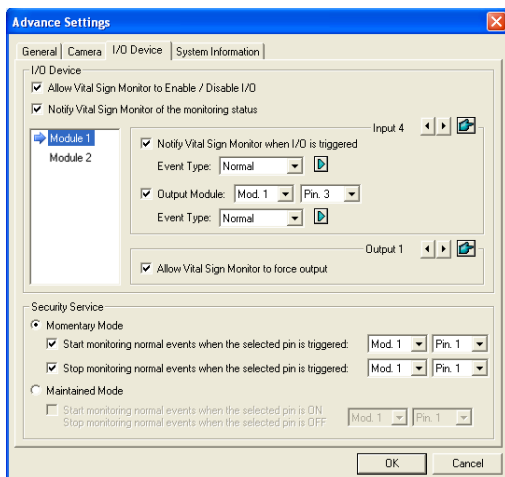 Advance Settings
General Camera I/O Device System Information
I/O Device
Allow Vital Sign Monitor to Enable / Disable I/O
Notify Vital Sign Monitor of the monitoring status
Module 1
Module 2
Input 4
Notify Vital Sign Monitor when I/O is triggered
Event Type: Normal
Output Module: Mod. 1 Pin. 3
Event Type: Normal
Output 1
Allow Vital Sign Monitor to force output
Security Service
Momentary Mode
Start monitoring normal events when the selected pin is triggered: Mod. 1 Pin. 1
Stop monitoring normal events when the selected pin is triggered: Mod. 1 Pin. 1
Maintained Mode
Start monitoring normal events when the selected pin is ON
Stop monitoring normal events when the selected pin is OFF
Mod. 1 Pin. 1
OK Cancel